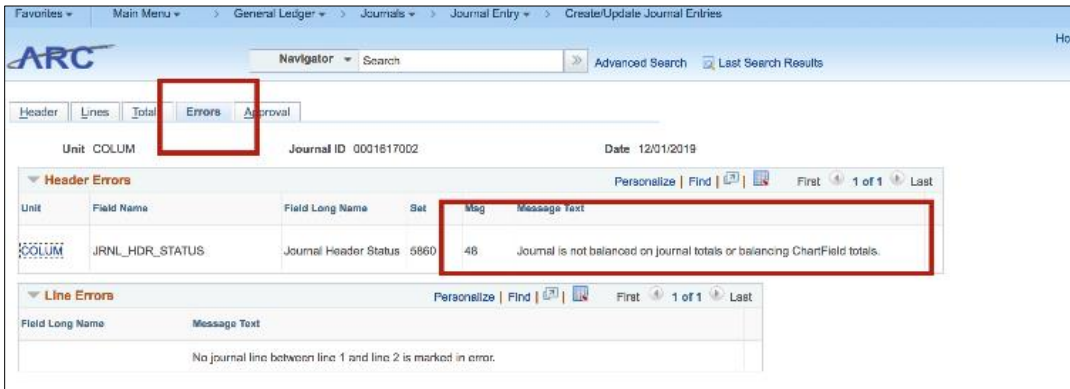 Favorites Main Menu > General Ledger > Journals > Journal Entry > Create/Update Journal Entries
Ho
ARC
Navigator Search Advanced Search Last Search Results
Header Lines Total Errors Approval
Unit COLUM Journal ID 0001617002 Date 12/01/2019
Header Errors Personalize | Find | | First 1 of 1 Last
Unit Field Name Field Long Name Set Msg Message Text
COLUM JRNL_HDR_STATUS Journal Header Status 5860 48 Journal is not balanced on journal totals or balancing ChartField totals.
Line Errors Personalize | Find | | First 1 of 1 Last
Field Long Name Message Text
No journal line between line 1 and line 2 is marked in error.